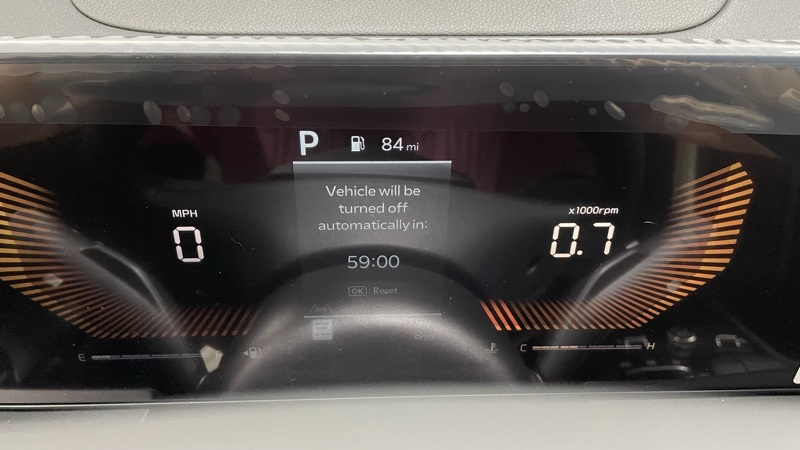 P 84 mi
Vehicle will be
turned off
automatically in:
59:00
OK : Reset
MPH
0
x1000rpm
0.7
E
C H